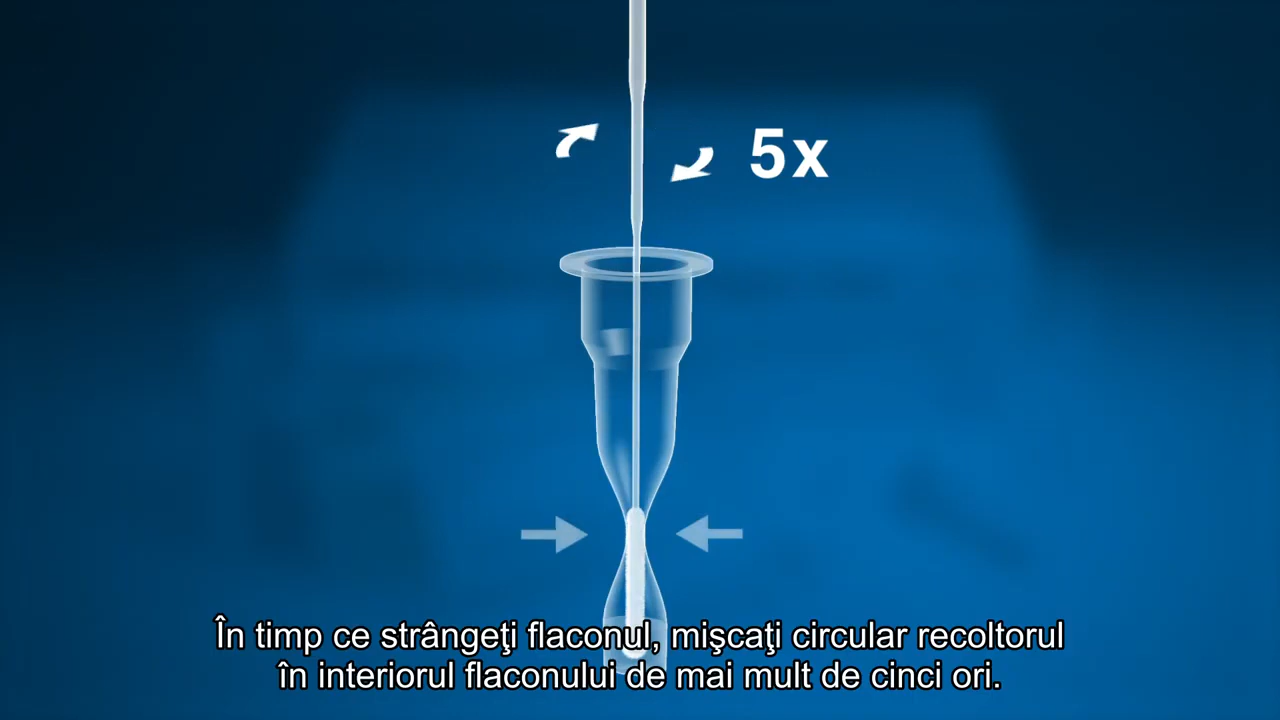 5x
În timp ce strângeţi flaconul, mişcaţi circular recoltorul
în interiorul flaconului de mai mult de cinci ori.